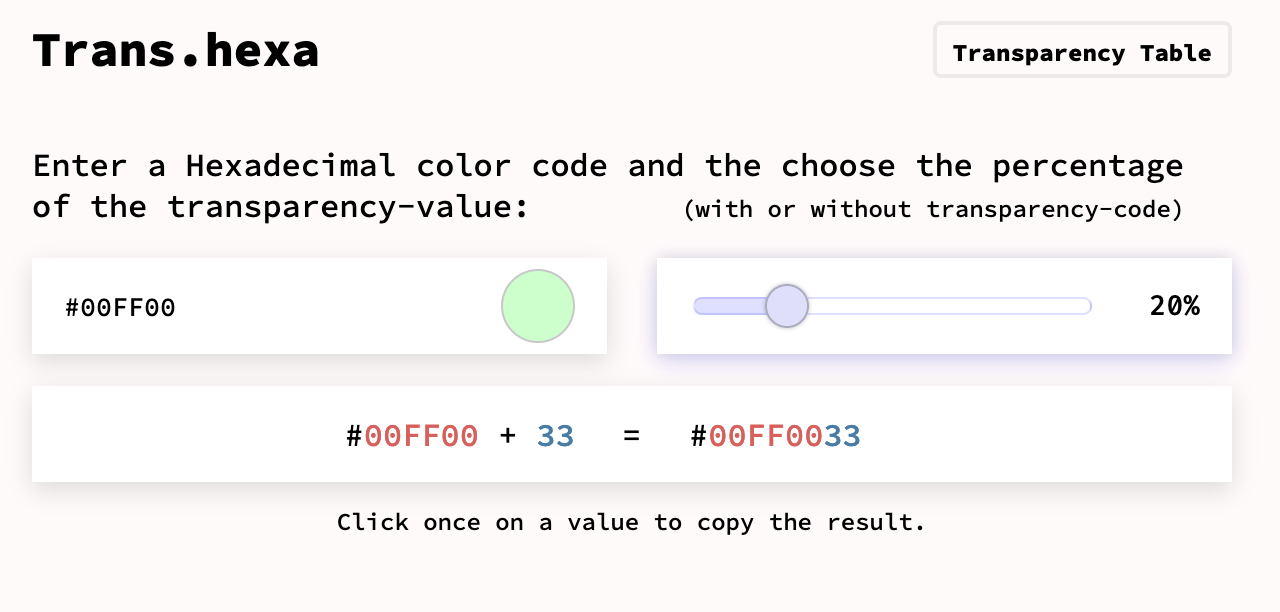 Trans.hexa
Transparency Table
Enter a Hexadecimal color code and the choose the percentage
of the transparency-value:
(with or without transparency-code)
#00FF00
20%
#00FF00 + 33 = #00FF0033
Click once on a value to copy the result.